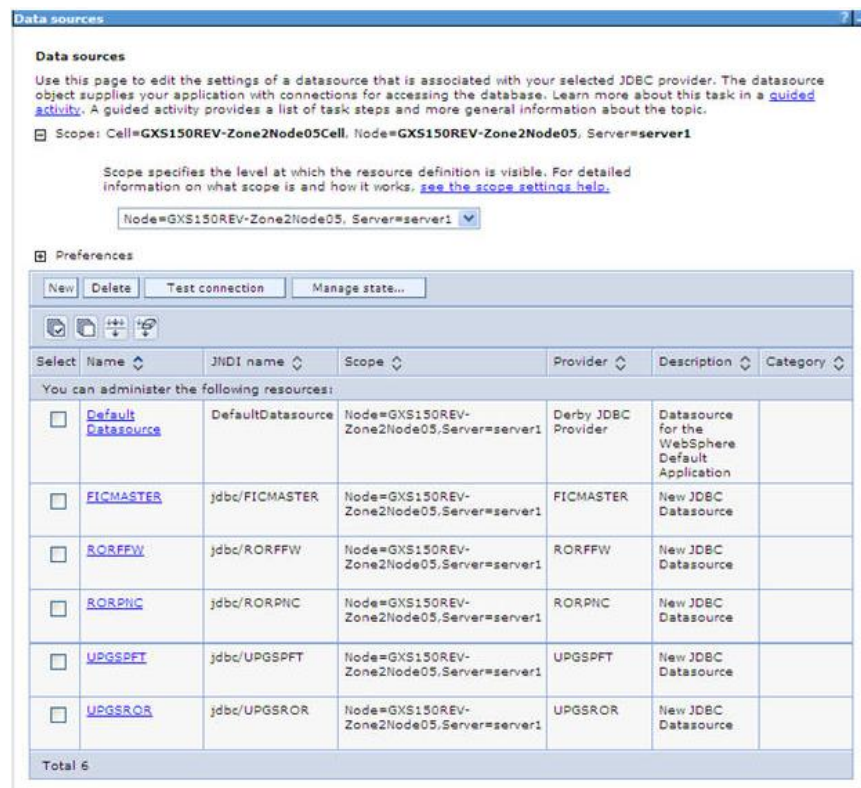 Data sources
?
Data sources
Use this page to edit the settings of a datasource that is associated with your selected JDBC provider. The datasource
object supplies your application with connections for accessing the database. Learn more about this task in a guided
activity. A guided activity provides a list of task steps and more general information about the topic.
Scope: Cell=GXS150REV-Zone2Node05Cell, Node=GXS150REV-Zone2Node05, Server=server1
Scope specifies the level at which the resource definition is visible. For detailed
information on what scope is and how it works, see the scope settings help.
Node=GXS150REV-Zone2Node05, Server=server1
Preferences
New Delete Test connection Manage state...
Select Name JNDI name Scope Provider Description Category
You can administer the following resources:
Default DefaultDatasource Node=GXS150REV- Derby JDBC Datasource
Datasource Zone2Node05,Server=server1 Provider for the
WebSphere
Default
Application
FICMASTER jdbc/FICMASTER Node=GXS150REV- FICMASTER New JDBC
Zone2Node05,Server=server1 Datasource
RORFFW jdbc/RORFFW Node=GXS150REV- RORFFW New JDBC
Zone2Node05,Server=server1 Datasource
RORPNC jdbc/RORPNC Node=GXS150REV- RORPNC New JDBC
Zone2Node05,Server=server1 Datasource
UPGSPFT jdbc/UPGSPFT Node=GXS150REV- UPGSPFT New JDBC
Zone2Node05,Server=server1 Datasource
UPGSROR jdbc/UPGSROR Node=GXS150REV- UPGSROR New JDBC
Zone2Node05,Server=server1 Datasource
Total 6